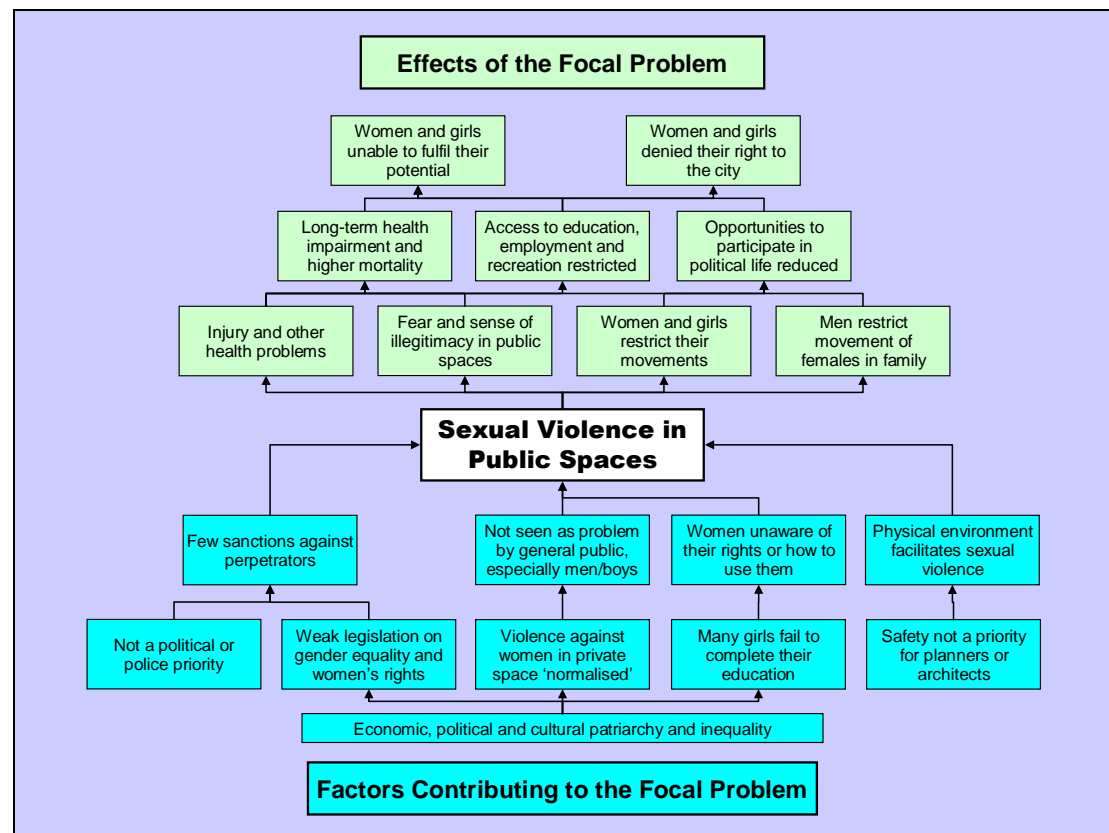 Effects of the Focal Problem
Women and girls
unable to fulfil their
potential
Women and girls
denied their right to
the city
Long-term health
impairment and
higher mortality
Access to education,
employment and
recreation restricted
Opportunities to
participate in
political life reduced
Injury and other
health problems
Fear and sense of
illegitimacy in public
spaces
Women and girls
restrict their
movements
Men restrict
movement of
females in family
Sexual Violence in
Public Spaces
Few sanctions against
perpetrators
Not seen as problem
by general public,
especially men/boys
Women unaware of
their rights or how to
use them
Physical environment
facilitates sexual
violence
Not a political or
police priority
Weak legislation on
gender equality and
women's rights
Violence against
women in private
space ‘normalised’
Many girls fail to
complete their
education
Safety not a priority
for planners or
architects
Economic, political and cultural patriarchy and inequality
Factors Contributing to the Focal Problem